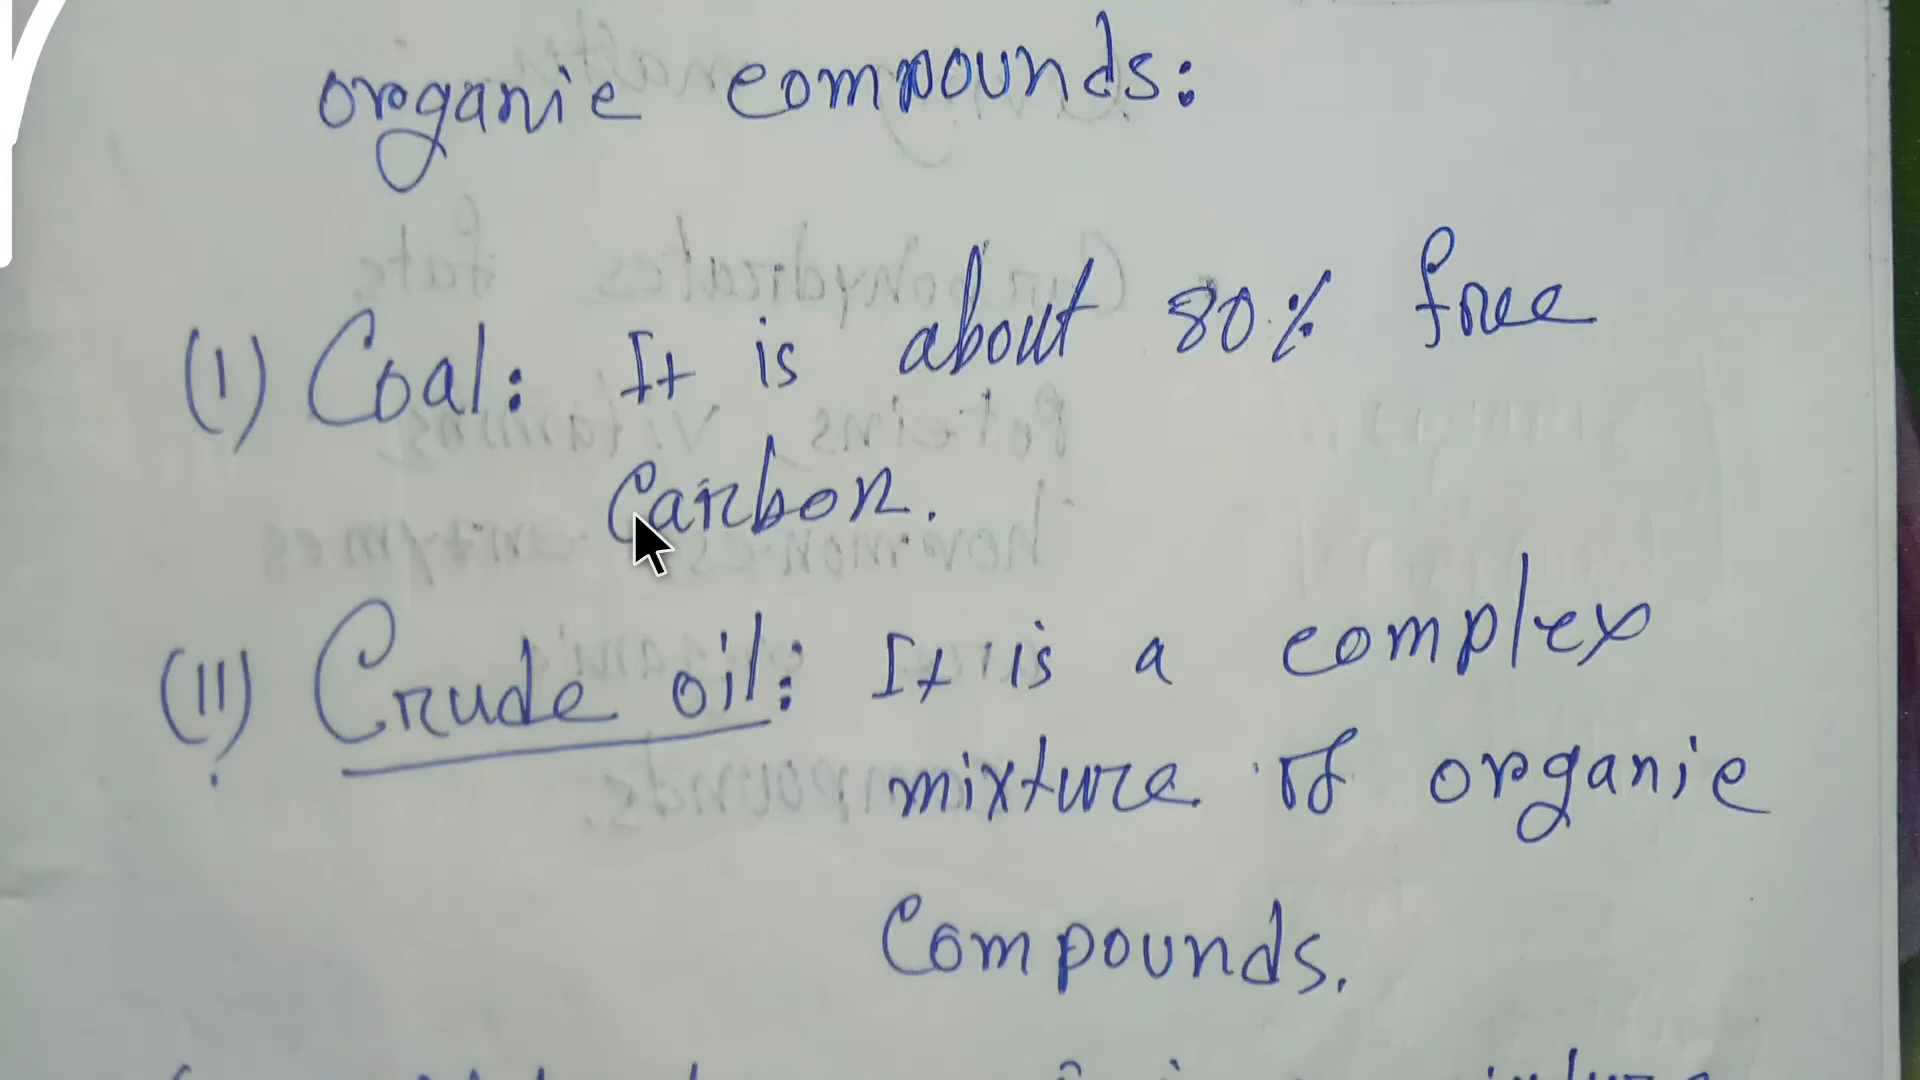 organic compounds:
(I) Coal: It is about 80% free
Carbon.
(II) Crude oil: It is a complex
mixture of organic
Compounds.